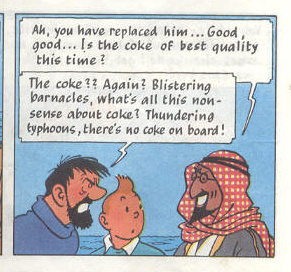 Ah, you have replaced him... Good,
good... Is the coke of best quality
this time?
The coke?? Again? Blistering
barnacles, what's all this non-
sense about coke? Thundering
typhoons, there's no coke on board!